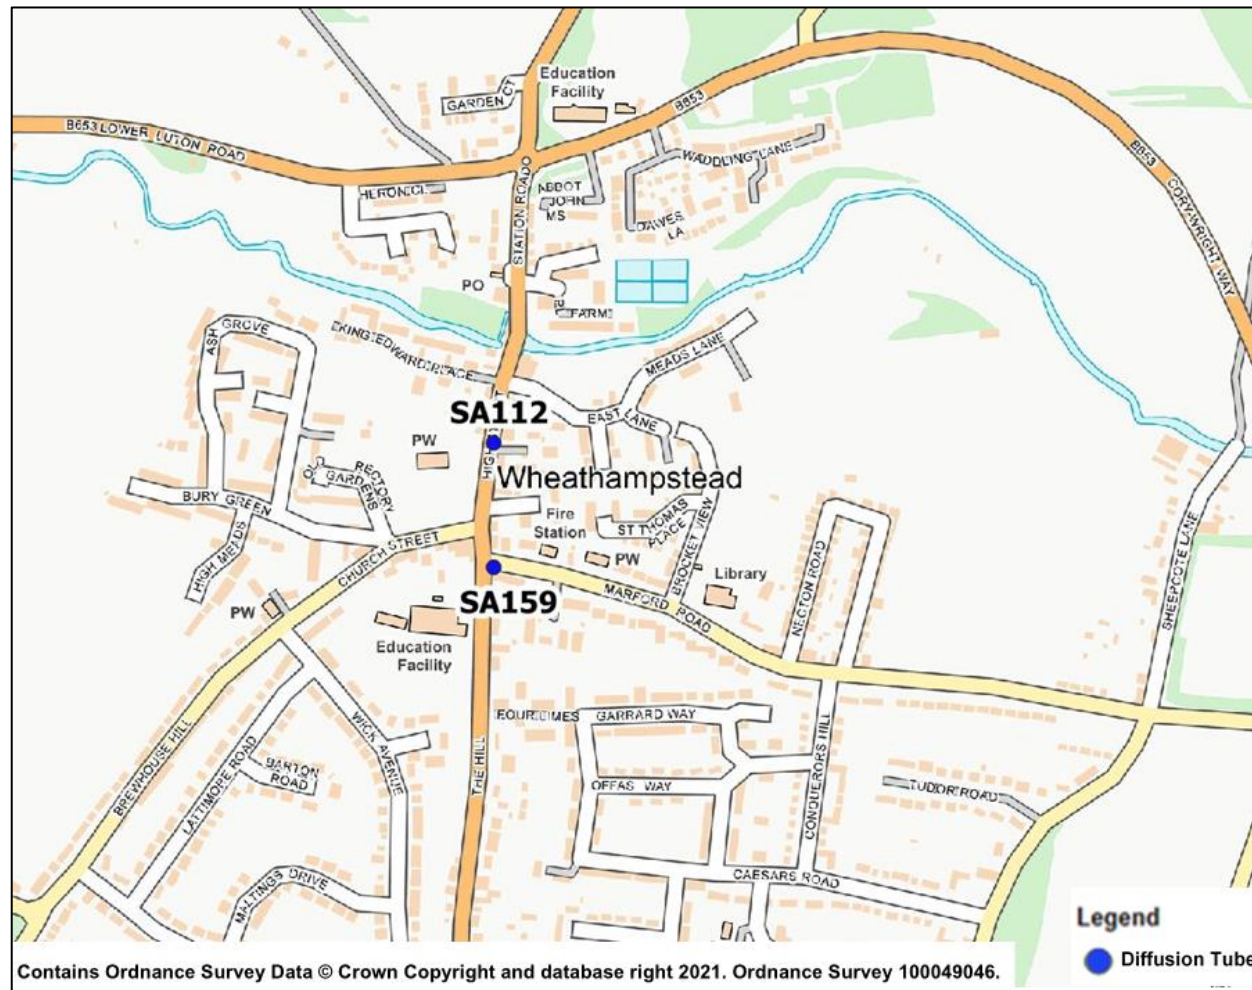 Education
Facility
GARDEN CT
B653
B653 LOWER LUTON ROAD
WADDLING LANE
B653
CORY-WRIGHT WAY
HERON CL
ABBOT
JOHN
MS
DAWES
LA
STATION ROAD
PO
FARM
ASH GROVE
KING EDWARD PLACE
MEADS LANE
SA112
EAST LANE
PW
HIGH
Wheathampstead
RECTORY
GARDENS
BURY GREEN
Fire
Station
ST THOMAS
PLACE
BROCKET VIEW
HIGH MEADS
CHURCH STREET
PW
Library
NECTON ROAD
SHEEPCOTE LANE
SA159
MARFORD ROAD
PW
Education
Facility
FOUR LIMES
GARRARD WAY
WICK AVENUE
THE HILL
BREWHOUSE HILL
LATTIMORE ROAD
BARTON
ROAD
OFFAS WAY
CONQUERORS HILL
TUDOR ROAD
MALTINGS DRIVE
CAESARS ROAD
Legend
Diffusion Tube
Contains Ordnance Survey Data © Crown Copyright and database right 2021. Ordnance Survey 100049046.